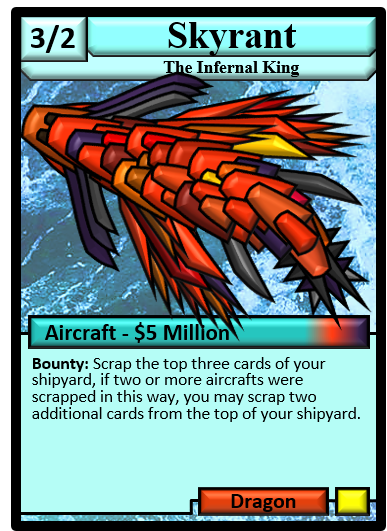 3/2
Skyrant
The Infernal King
Aircraft - $5 Million
Bounty: Scrap the top three cards of your
shipyard, if two or more aircrafts were
scrapped in this way, you may scrap two
additional cards from the top of your shipyard.
Dragon